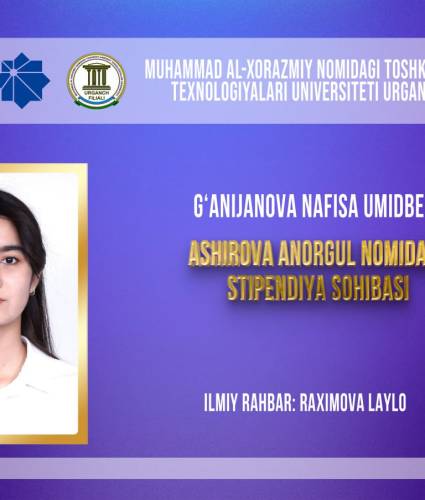 MUHAMMAD AL-XORAZMIY NOMIDAGI TOSHK
TEXNOLOGIYALARI UNIVERSITETI URGAN
URGANCH
FILIALI
GʻANIJANOVA NAFISA UMIDBE
ASHIROVA ANORGUL NOMIDA
STIPENDIYA SOHIBASI
ILMIY RAHBAR: RAXIMOVA LAYLO